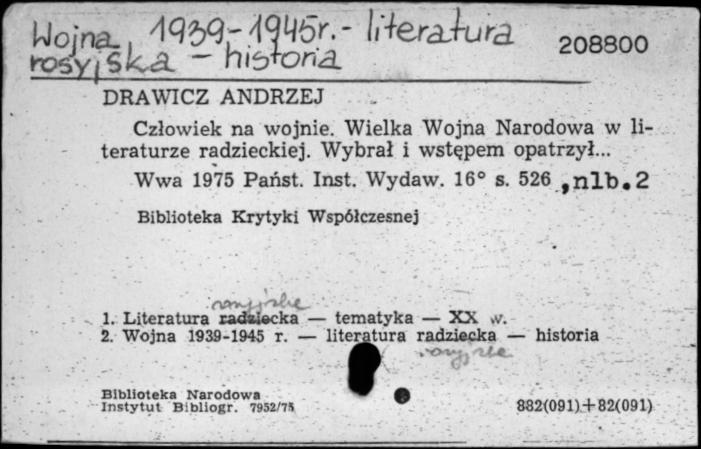 Wojna 1939-1945r.- literatura
rosyjska - historia
208800
DRAWICZ ANDRZEJ
Człowiek na wojnie. Wielka Wojna Narodowa w li-
teraturze radzieckiej. Wybrał i wstępem opatrzył...
Wwa 1975 Państ. Inst. Wydaw. 16° s. 526 ,nlb.2
Biblioteka Krytyki Współczesnej
rosyjska
1. Literatura radziecka — tematyka — XX w.
2. Wojna 1939-1945 r. — literatura radziecka — historia
rosyjska
Biblioteka Narodowa
Instytut Bibliogr. 7952/75
882(091)+82(091)